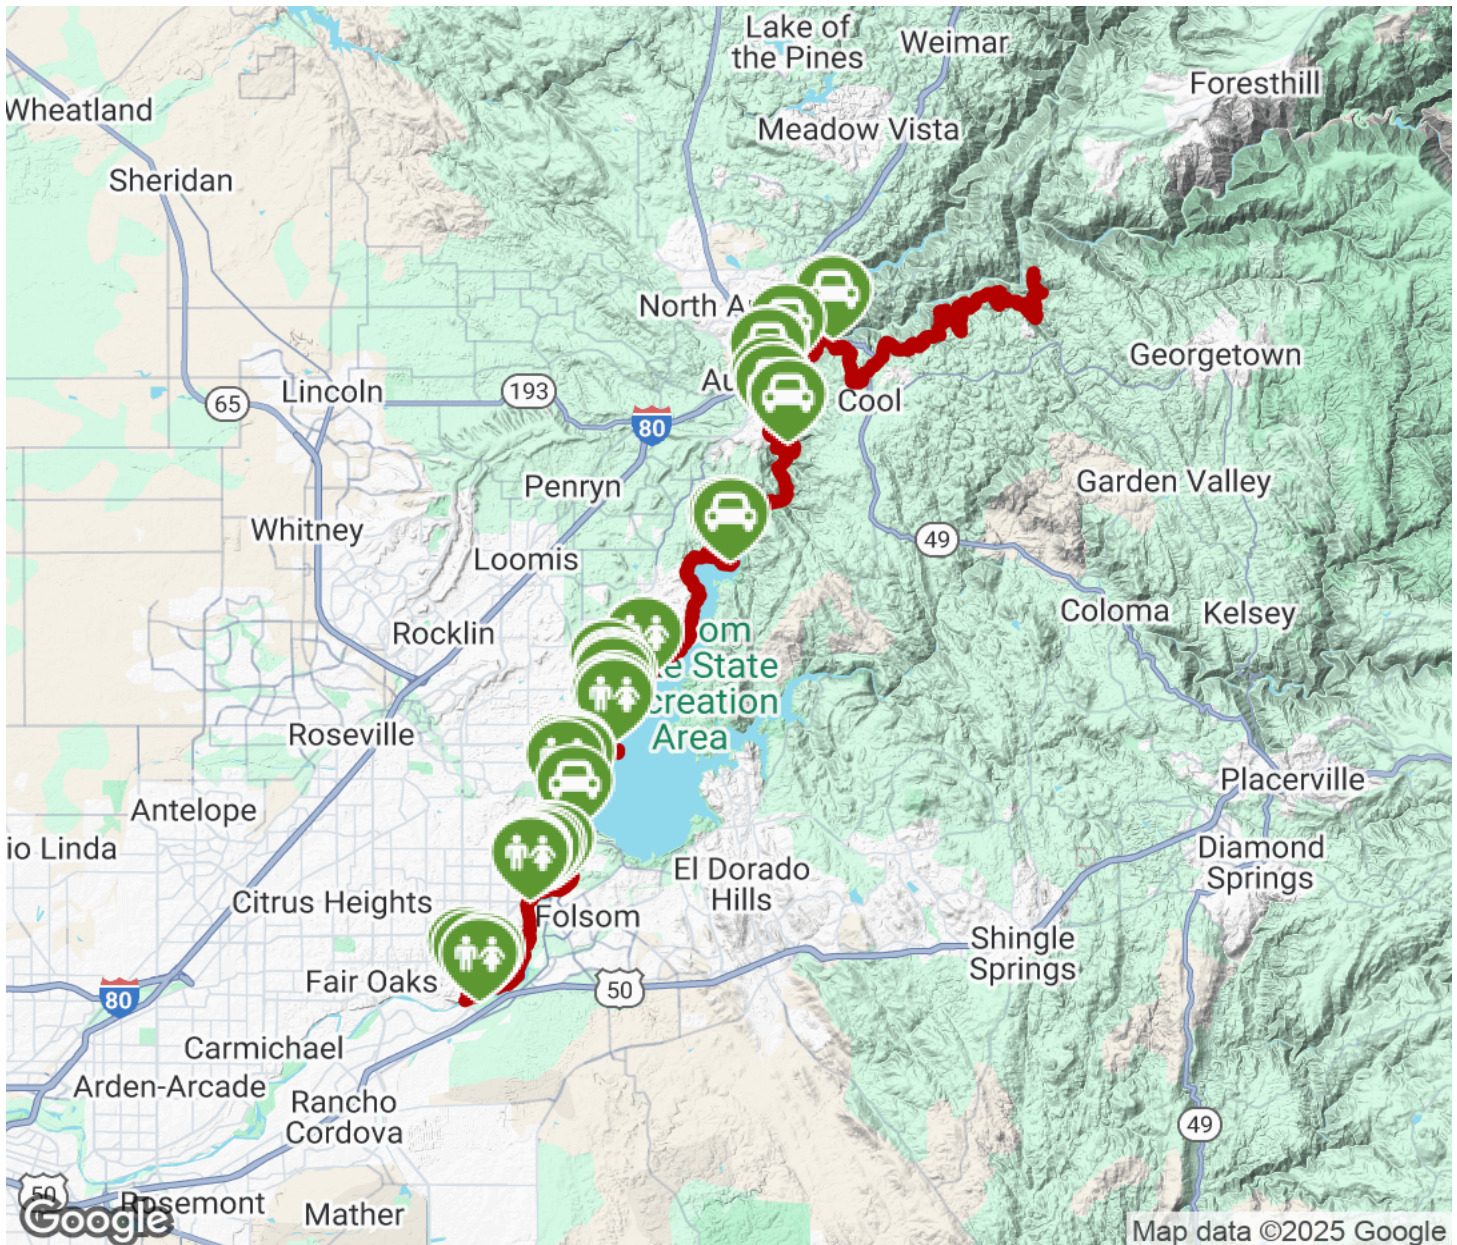 Lake of
the Pines
Weimar
Foresthill
Wheatland
Meadow Vista
Sheridan
North A
Georgetown
Lincoln
193
65
Au
Cool
80
Penryn
Garden Valley
Whitney
49
Loomis
Coloma
Kelsey
Rocklin
om
ke State
creation
Area
Roseville
Placerville
Antelope
io Linda
Diamond
Springs
El Dorado
Hills
Citrus Heights
Folsom
Shingle
Springs
Fair Oaks
80
50
Carmichael
Arden-Arcade
Rancho
Cordova
49
50
Rosemont
Mather
Google
Map data ©2025 Google